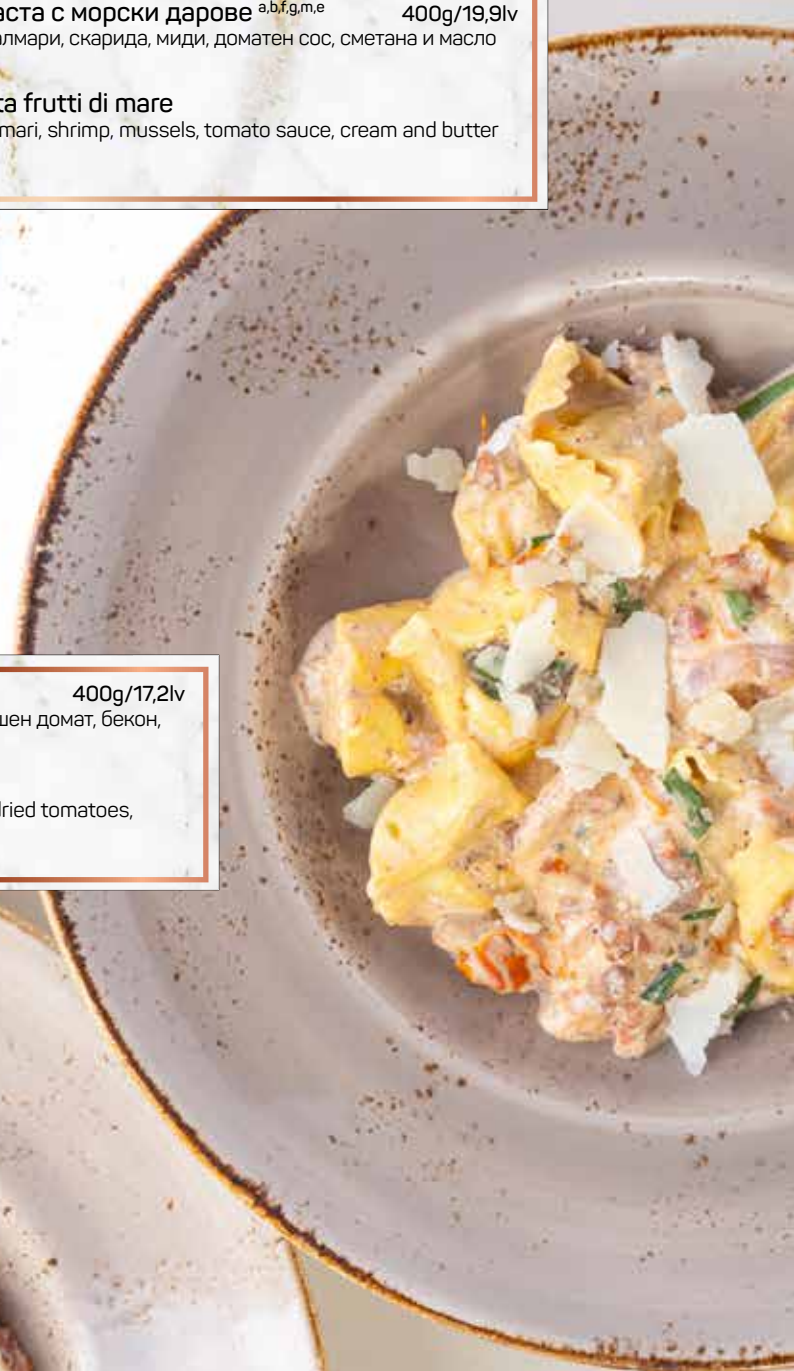 аста с морски дарове a,b,f,g,m,e 400g/19,9lv
алмари, скарида, миди, доматен сос, сметана и масло
ta frutti di mare
mari, shrimp, mussels, tomato sauce, cream and butter
400g/17,2lv
шен домат, бекон,
dried tomatoes,